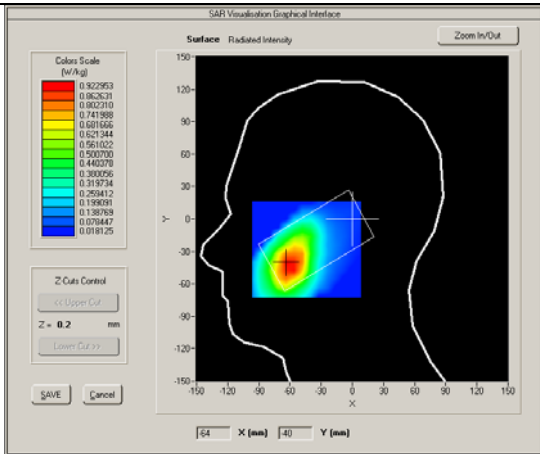 SAR Visualisation Graphical Interface
Surface Radiated Intensity
Zoom In/Out
Colors Scale
(W/kg)
0.922953
0.862631
0.802310
0.741988
0.681666
0.621344
0.561022
0.500700
0.440378
0.380056
0.319734
0.259412
0.199091
0.138769
0.078447
0.018125
150-
120-
90-
60-
30-
0-
-30-
-60-
-90-
-120-
-150-
Y
-150 -120 -90 -60 -30 0 30 60 90 120 150
X
Z Cuts Control
<< Upper Cut
Z = 0.2 mm
Lower Cut >>
SAVE Cancel
-64 X (mm) -40 Y (mm)